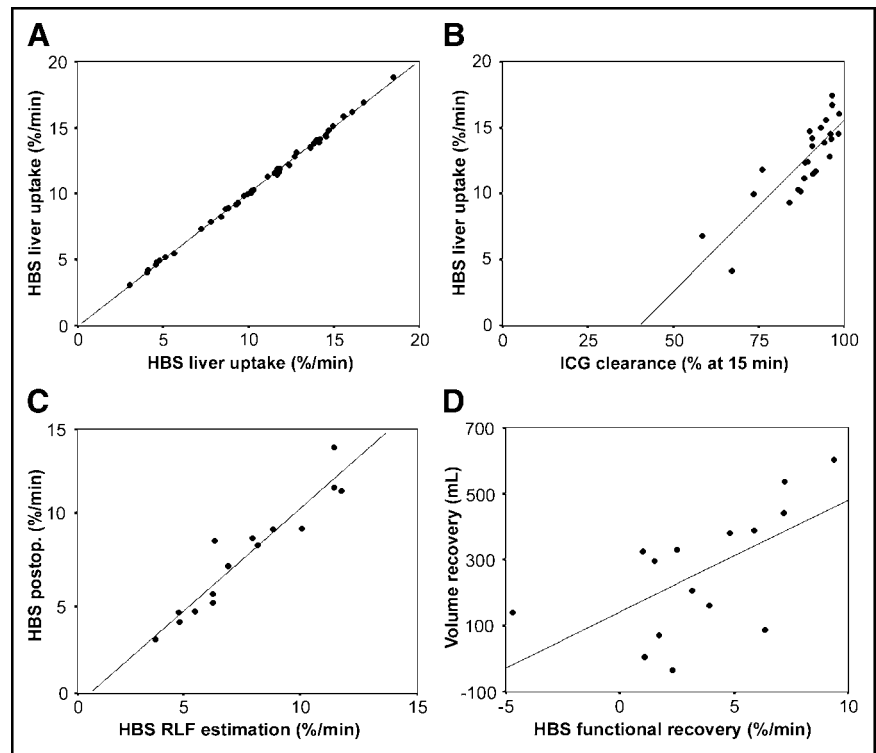 A
20
15
10
5
0
0 5 10 15 20
HBS liver uptake (%/min)
HBS liver uptake (%/min)
B
20
15
10
5
0
0 25 50 75 100
HBS liver uptake (%/min)
ICG clearance (% at 15 min)
C
15
10
5
0
0 5 10 15
HBS postop. (%/min)
HBS RLF estimation (%/min)
D
700
500
300
100
-100
-5 0 5 10
Volume recovery (mL)
HBS functional recovery (%/min)